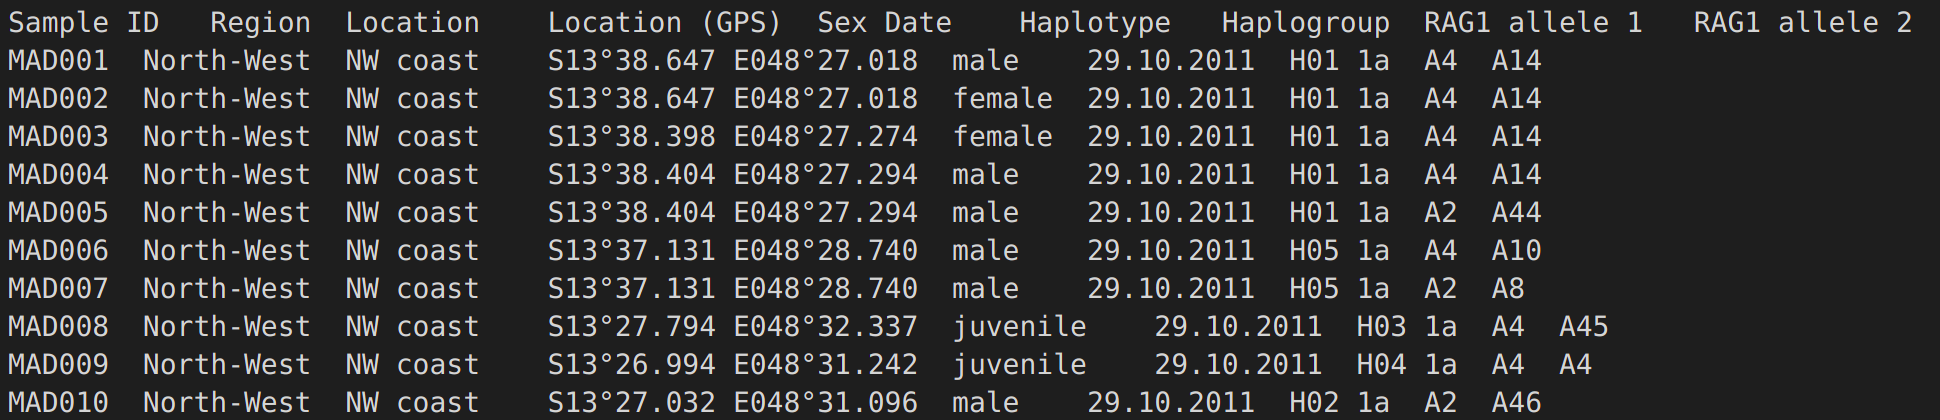 Sample ID Region Location Location (GPS) Sex Date Haplotype Haplogroup RAG1 allele 1 RAG1 allele 2
MAD001 North-West NW coast S13°38.647 E048°27.018 male 29.10.2011 H01 1a A4 A14
MAD002 North-West NW coast S13°38.647 E048°27.018 female 29.10.2011 H01 1a A4 A14
MAD003 North-West NW coast S13°38.398 E048°27.274 female 29.10.2011 H01 1a A4 A14
MAD004 North-West NW coast S13°38.404 E048°27.294 male 29.10.2011 H01 1a A4 A14
MAD005 North-West NW coast S13°38.404 E048°27.294 male 29.10.2011 H01 1a A2 A44
MAD006 North-West NW coast S13°37.131 E048°28.740 male 29.10.2011 H05 1a A4 A10
MAD007 North-West NW coast S13°37.131 E048°28.740 male 29.10.2011 H05 1a A2 A8
MAD008 North-West NW coast S13°27.794 E048°32.337 juvenile 29.10.2011 H03 1a A4 A45
MAD009 North-West NW coast S13°26.994 E048°31.242 juvenile 29.10.2011 H04 1a A4 A4
MAD010 North-West NW coast S13°27.032 E048°31.096 male 29.10.2011 H02 1a A2 A46